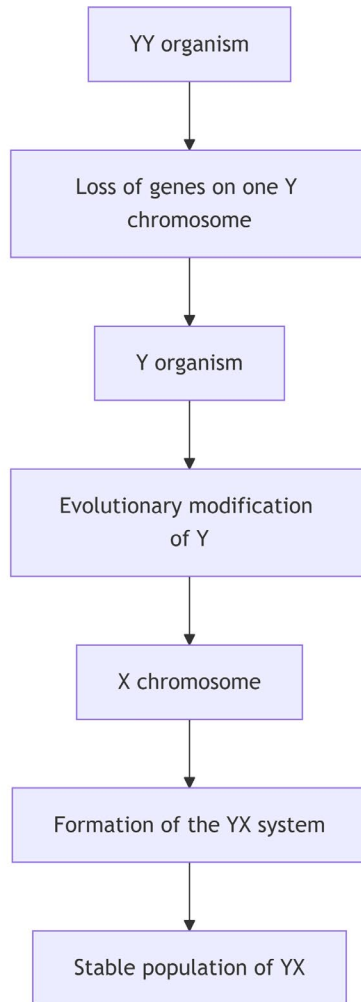 YY organism
Loss of genes on one Y
chromosome
Y organism
Evolutionary modification
of Y
X chromosome
Formation of the YX system
Stable population of YX